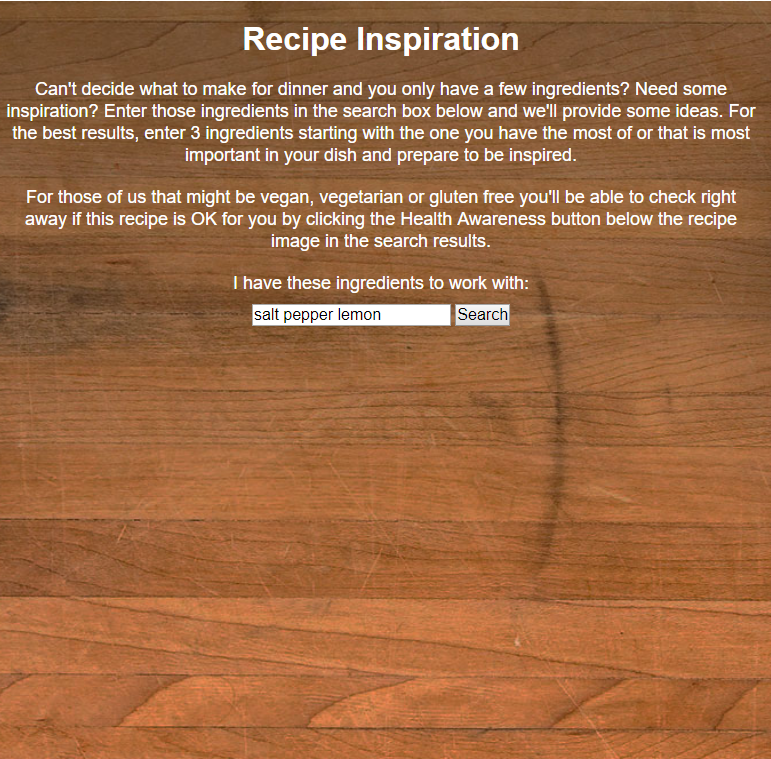 Recipe Inspiration
Can't decide what to make for dinner and you only have a few ingredients? Need some
inspiration? Enter those ingredients in the search box below and we'll provide some ideas. For
the best results, enter 3 ingredients starting with the one you have the most of or that is most
important in your dish and prepare to be inspired.
For those of us that might be vegan, vegetarian or gluten free you'll be able to check right
away if this recipe is OK for you by clicking the Health Awareness button below the recipe
image in the search results.
I have these ingredients to work with:
salt pepper lemon Search